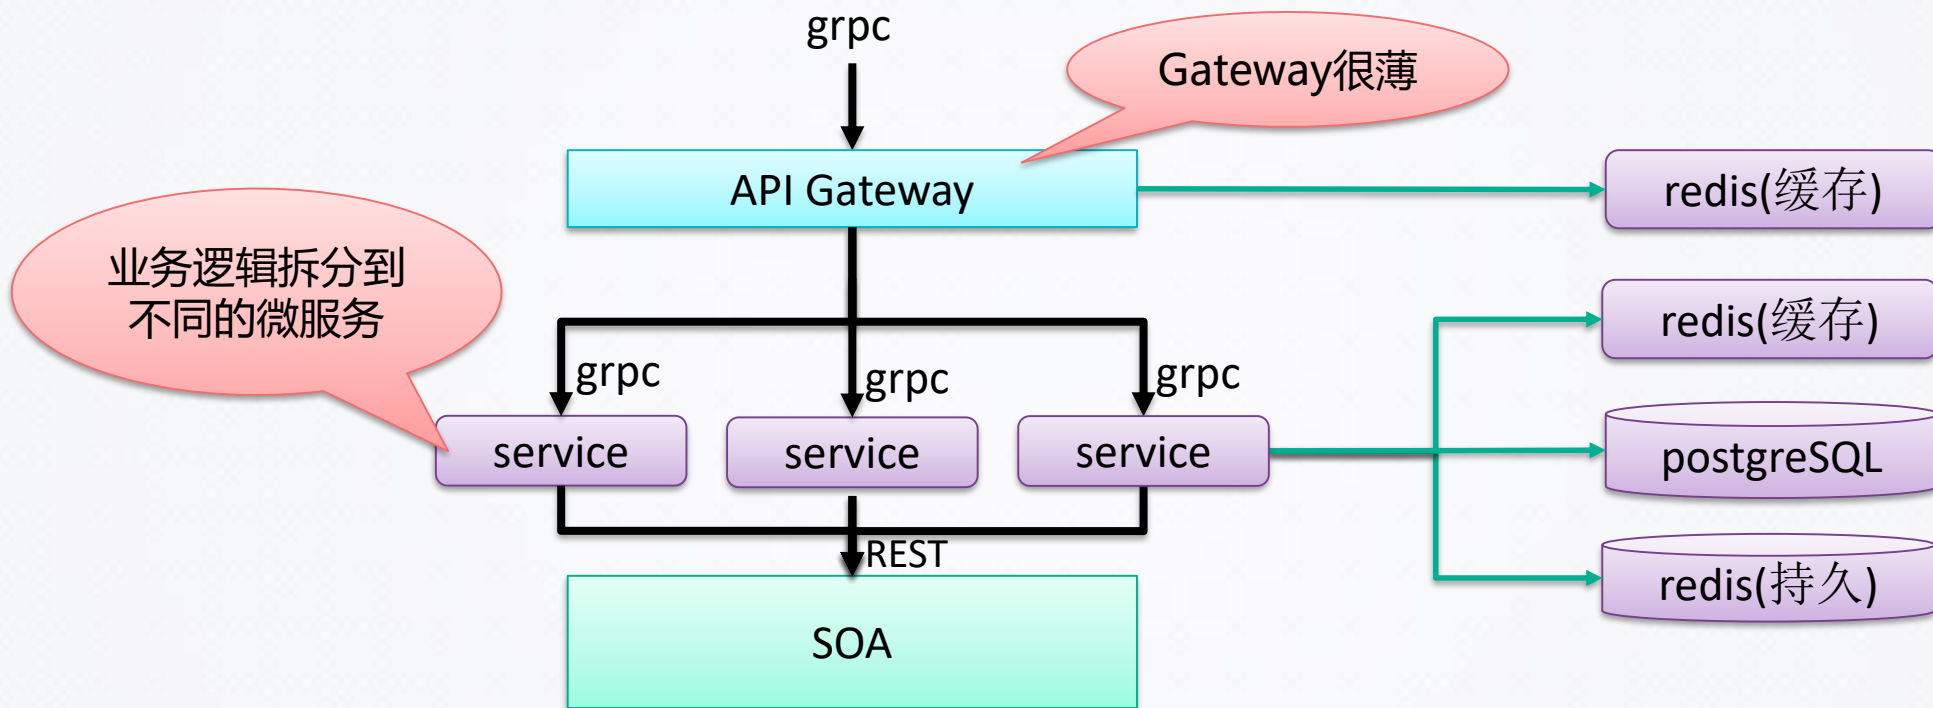 grpc
Gateway很薄
API Gateway
redis(缓存)
业务逻辑拆分到
不同的微服务
redis(缓存)
grpc
grpc
grpc
service
service
service
postgreSQL
REST
redis(持久)
SOA